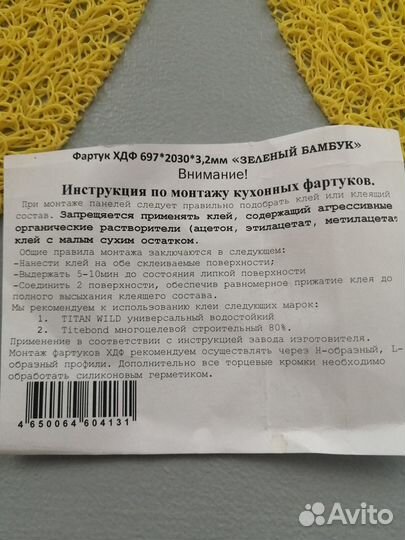 Фартук ХДФ 697*2030*3,2мм «ЗЕЛЕНЫЙ БАМБУК»
Внимание!
Инструкция по монтажу кухонных фартуков.
При монтаже панелей следует правильно подобрать клей или клеящий
состав. Запрещается применять клей, содержащий агрессивные
органические растворители (ацетон, этилацетат, метилацетат
клей с малым сухим остатком.
Общие правила монтажа заключаются в следующем:
-Нанести клей на обе склеиваемые поверхности;
-Выдержать 5-10мин до состояния липкой поверхности
-Соединить 2 поверхности, обеспечив равномерное прижатие клея до
полного высыхания клеящего состава.
Мы рекомендуем к использованию клеи следующих марок:
1. TITAN WILD универсальный водостойкий
2. Titebond многоцелевой строительный 80%.
Применение в соответствии с инструкцией завода изготовителя.
Монтаж фартуков ХДФ рекомендуем осуществлять через Н-образный, L-
образный профили. Дополнительно все торцевые кромки необходимо
обработать силиконовым герметиком.
4 650064 604131
Avito